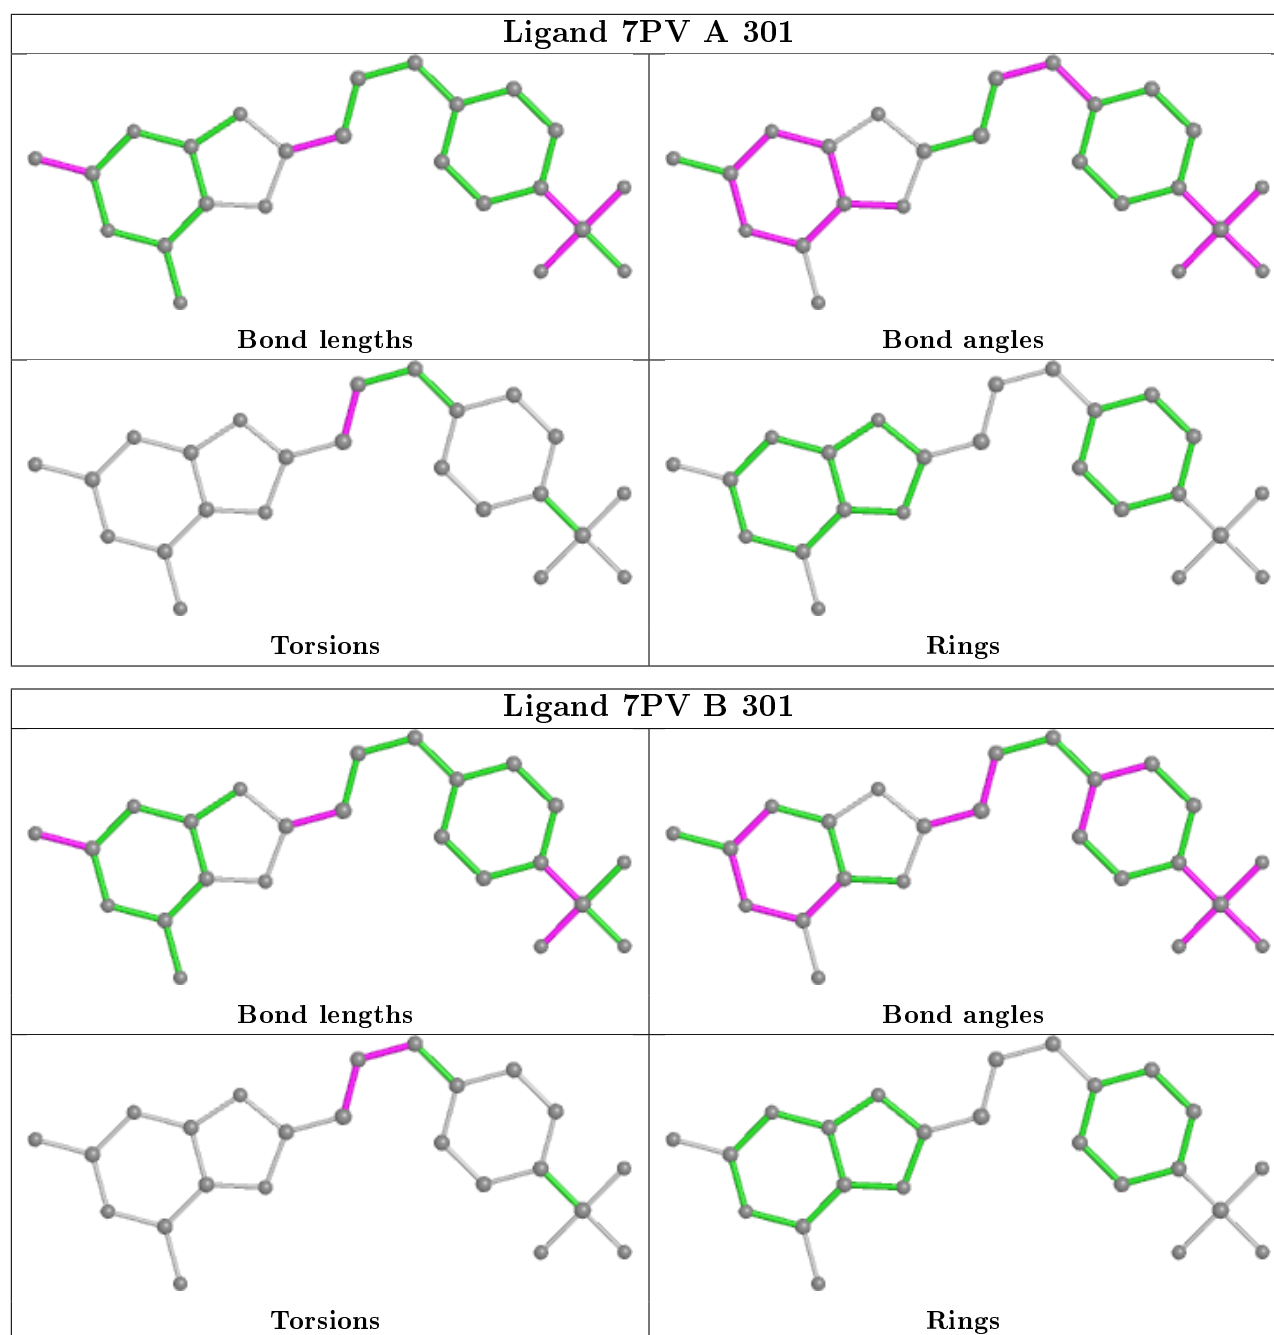 Ligand 7PV A 301
Bond lengths
Bond angles
Torsions
Rings
Ligand 7PV B 301
Bond lengths
Bond angles
Torsions
Rings